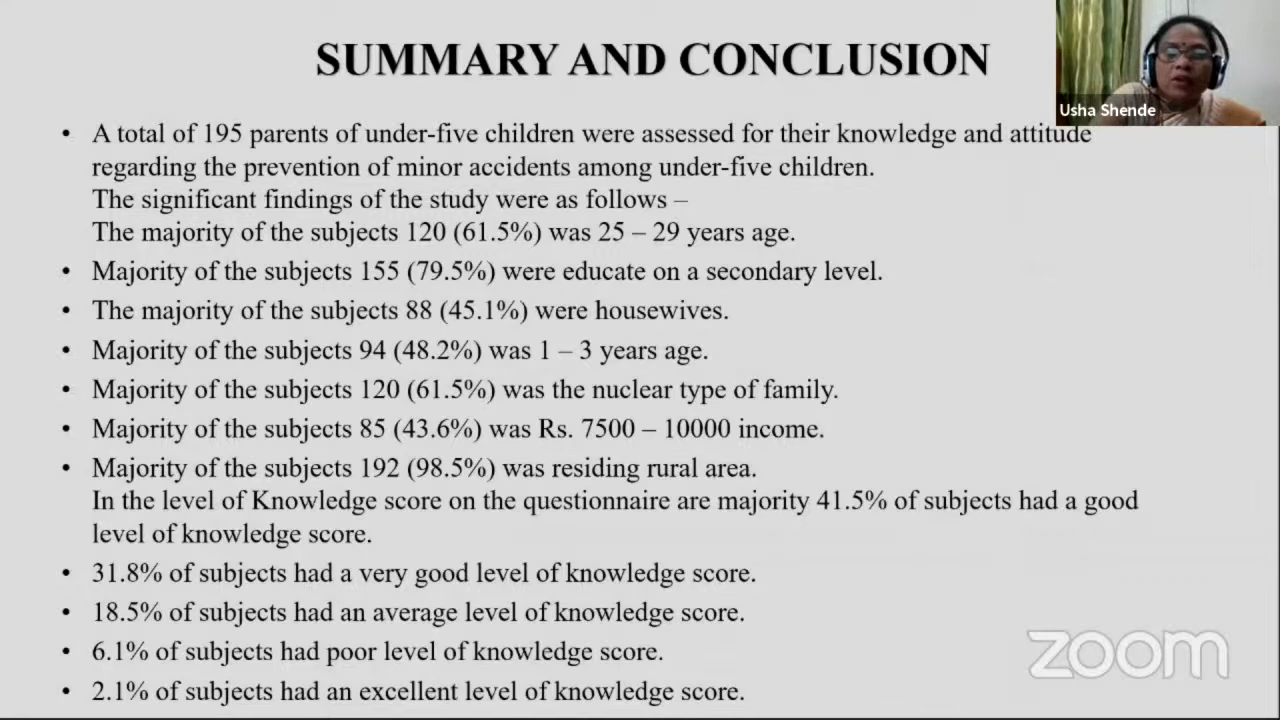 SUMMARY AND CONCLUSION
Usha Shende
• A total of 195 parents of under-five children were assessed for their knowledge and attitude
regarding the prevention of minor accidents among under-five children.
The significant findings of the study were as follows –
The majority of the subjects 120 (61.5%) was 25 – 29 years age.
• Majority of the subjects 155 (79.5%) were educate on a secondary level.
• The majority of the subjects 88 (45.1%) were housewives.
• Majority of the subjects 94 (48.2%) was 1 – 3 years age.
• Majority of the subjects 120 (61.5%) was the nuclear type of family.
• Majority of the subjects 85 (43.6%) was Rs. 7500 – 10000 income.
• Majority of the subjects 192 (98.5%) was residing rural area.
In the level of Knowledge score on the questionnaire are majority 41.5% of subjects had a good
level of knowledge score.
• 31.8% of subjects had a very good level of knowledge score.
• 18.5% of subjects had an average level of knowledge score.
• 6.1% of subjects had poor level of knowledge score.
• 2.1% of subjects had an excellent level of knowledge score.
zoom